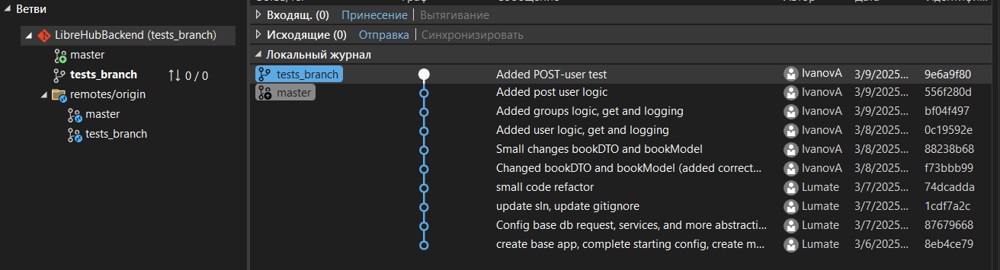 Ветви
LibreHubBackend (tests_branch)
master
tests_branch 0 / 0
remotes/origin
master
tests_branch
Сообщение
Автор
Дата
Входящ. (0) Принесение Вытягивание
Исходящие (0) Отправка Синхронизировать
Локальный журнал
tests_branch Added POST-user test IvanovA 3/9/2025... 9e6a9f80
master Added post user logic IvanovA 3/9/2025... 556f280d
Added groups logic, get and logging IvanovA 3/9/2025... bf04f497
Added user logic, get and logging IvanovA 3/8/2025... 0c19592e
Small changes bookDTO and bookModel IvanovA 3/8/2025... 88238b68
Changed bookDTO and bookModel (added correct... IvanovA 3/8/2025... f73bbb99
small code refactor Lumate 3/7/2025... 74dcadda
update sln, update gitignore Lumate 3/7/2025... 1cdf7a2c
Config base db request, services, and more abstracti... Lumate 3/7/2025... 87679668
create base app, complete starting config, create m... Lumate 3/6/2025... 8eb4ce79